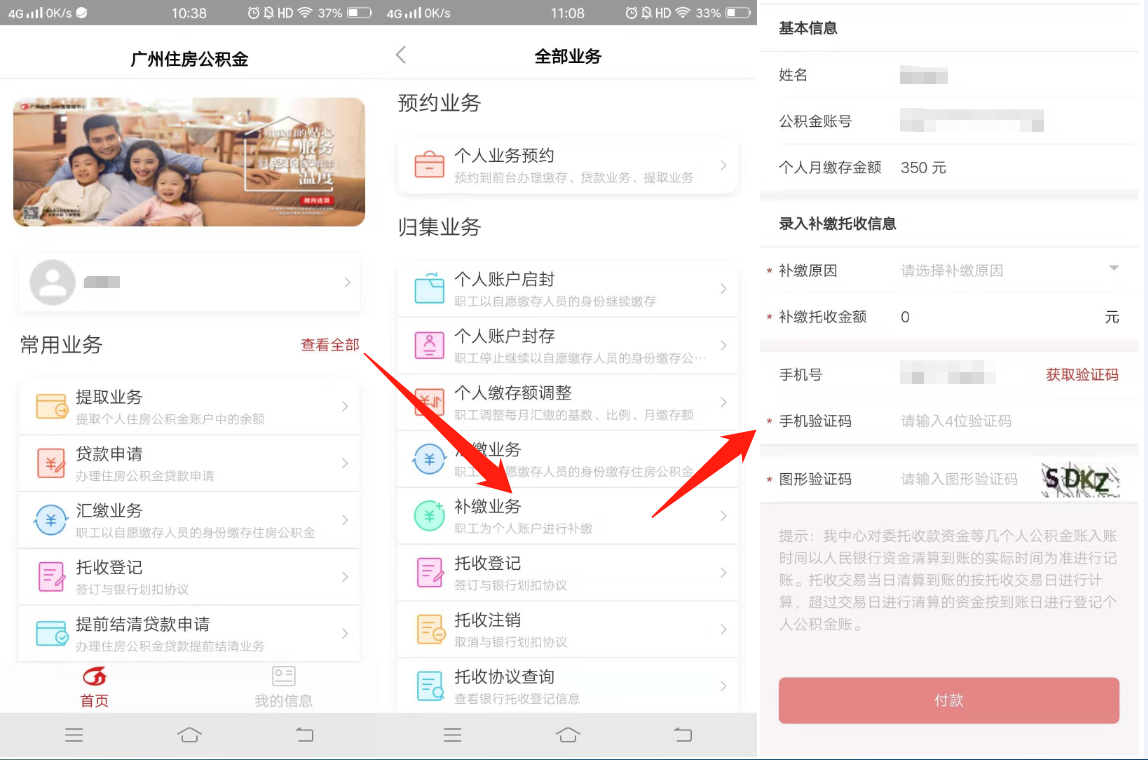 4G 0K/s 10:38 HD 37%
广州住房公积金
常用业务 查看全部
提取业务
提取个人住房公积金账户中的余额
贷款申请
办理住房公积金贷款申请
汇缴业务
职工以自愿缴存人员的身份缴存住房公积金
托收登记
签订与银行划扣协议
提前结清贷款申请
办理住房公积金贷款提前结清业务
首页
我的信息
4G 0K/s 11:08 HD 33%
全部业务
预约业务
个人业务预约
预约到前台办理缴存、贷款业务、提取业务
归集业务
个人账户启封
职工以自愿缴存人员的身份继续缴存
个人账户封存
职工停止继续以自愿缴存人员的身份缴存公…
个人缴存额调整
职工调整每月汇缴的基数、比例、月缴存额
缴业务
自愿缴存人员的身份缴存住房公积金
补缴业务
职工为个人账户进行补缴
托收登记
签订与银行划扣协议
托收注销
取消与银行划扣协议
托收协议查询
查看银行托收登记信息
基本信息
姓名
公积金账号
个人月缴存金额 350 元
录入补缴托收信息
* 补缴原因 请选择补缴原因
* 补缴托收金额 0 元
手机号 获取验证码
* 手机验证码 请输入4位验证码
* 图形验证码 请输入图形验证码 SDKZ
提示：我中心对委托收款资金等几个人公积金账入账
时间以人民银行资金清算到账的实际时间为准进行记
账。托收交易当日清算到账的按托收交易日进行计
算，超过交易日进行清算的资金按到账日进行登记个
人公积金账。
付款